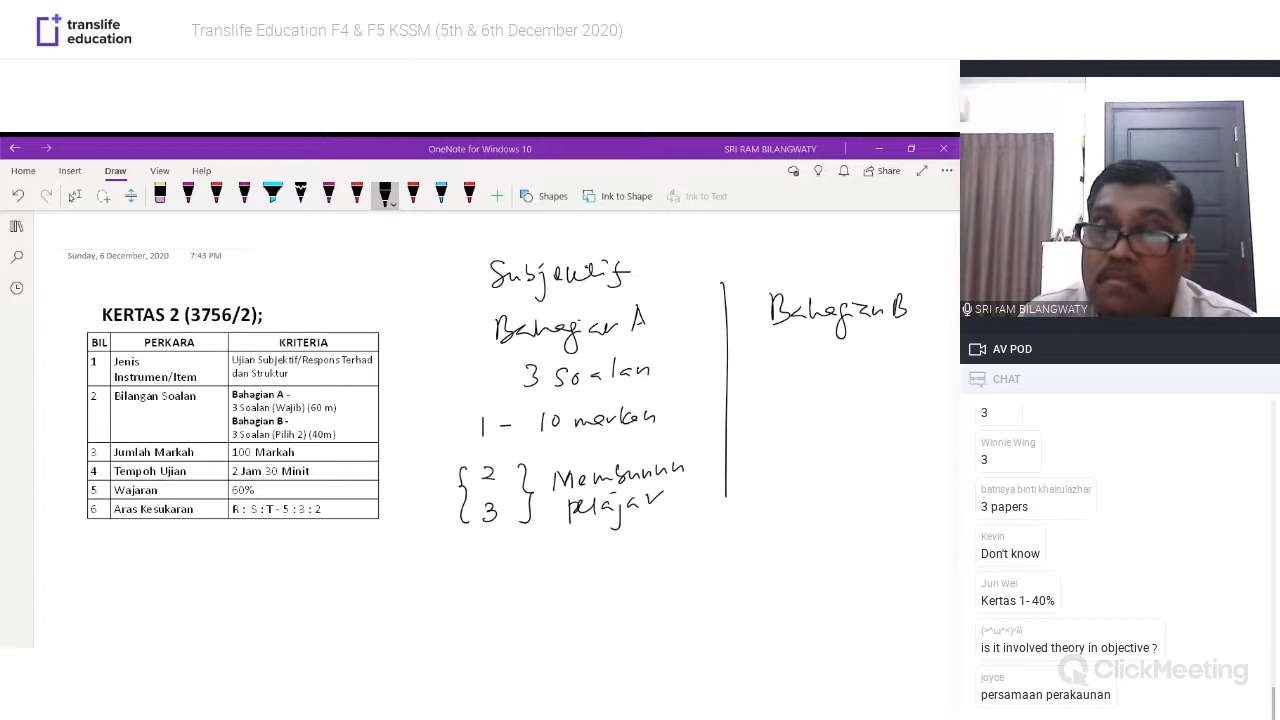 translife
education
Translife Education F4 & F5 KSSM (5th & 6th December 2020)
OneNote for Windows 10
SRI RAM BILANGWATY
Home Insert Draw View Help
Share
Shapes Ink to Shape Ink to Text
Sunday, 6 December, 2020 7:43 PM
KERTAS 2 (3756/2);
BIL PERKARA KRITERIA
1 Jenis Instrumen/Item Ujian Subjektif/Respons Terhad dan Struktur
2 Bilangan Soalan Bahagian A -
3 Soalan (Wajib) (60 m)
Bahagian B -
3 Soalan (Pilih 2) (40m)
3 Jumlah Markah 100 Markah
4 Tempoh Ujian 2 Jam 30 Minit
5 Wajaran 60%
6 Aras Kesukaran R : S : T - 5 : 3 : 2
Subjektif
Bahagian A
3 Soalan
1 - 10 markah
{ 2
3 } Membunuh
pelajar
Bahagian B
SRI rAM BILANGWATY
AV POD
CHAT
3
Winnie Wing
3
batrisya binti khairulazhar
3 papers
Kevin
Don't know
Jun Wei
Kertas 1- 40%
is it involved theory in objective ?
joyce
persamaan perakaunan
ClickMeeting